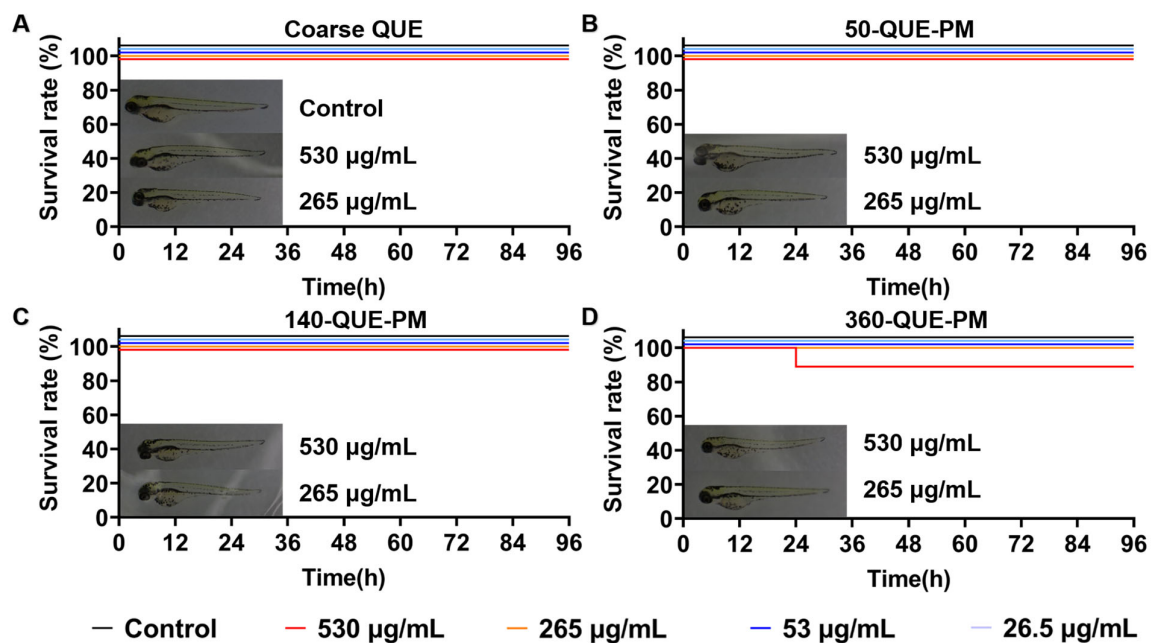 A
Coarse QUE
Survival rate (%)
100
80
60
40
20
0
Control
530 µg/mL
265 µg/mL
0 12 24 36 48 60 72 84 96
Time(h)
B
50-QUE-PM
Survival rate (%)
100
80
60
40
20
0
530 µg/mL
265 µg/mL
0 12 24 36 48 60 72 84 96
Time(h)
C
140-QUE-PM
Survival rate (%)
100
80
60
40
20
0
530 µg/mL
265 µg/mL
0 12 24 36 48 60 72 84 96
Time(h)
D
360-QUE-PM
Survival rate (%)
100
80
60
40
20
0
530 µg/mL
265 µg/mL
0 12 24 36 48 60 72 84 96
Time(h)
Control 530 µg/mL 265 µg/mL 53 µg/mL 26.5 µg/mL